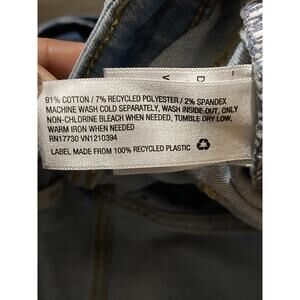 91% COTTON / 7% RECYCLED POLYESTER / 2% SPANDEX
MACHINE WASH COLD SEPARATELY, WASH INSIDE OUT, ONLY
NON-CHLORINE BLEACH WHEN NEEDED, TUMBLE DRY LOW,
WARM IRON WHEN NEEDED
RN17730 VN1210394
LABEL MADE FROM 100% RECYCLED PLASTIC